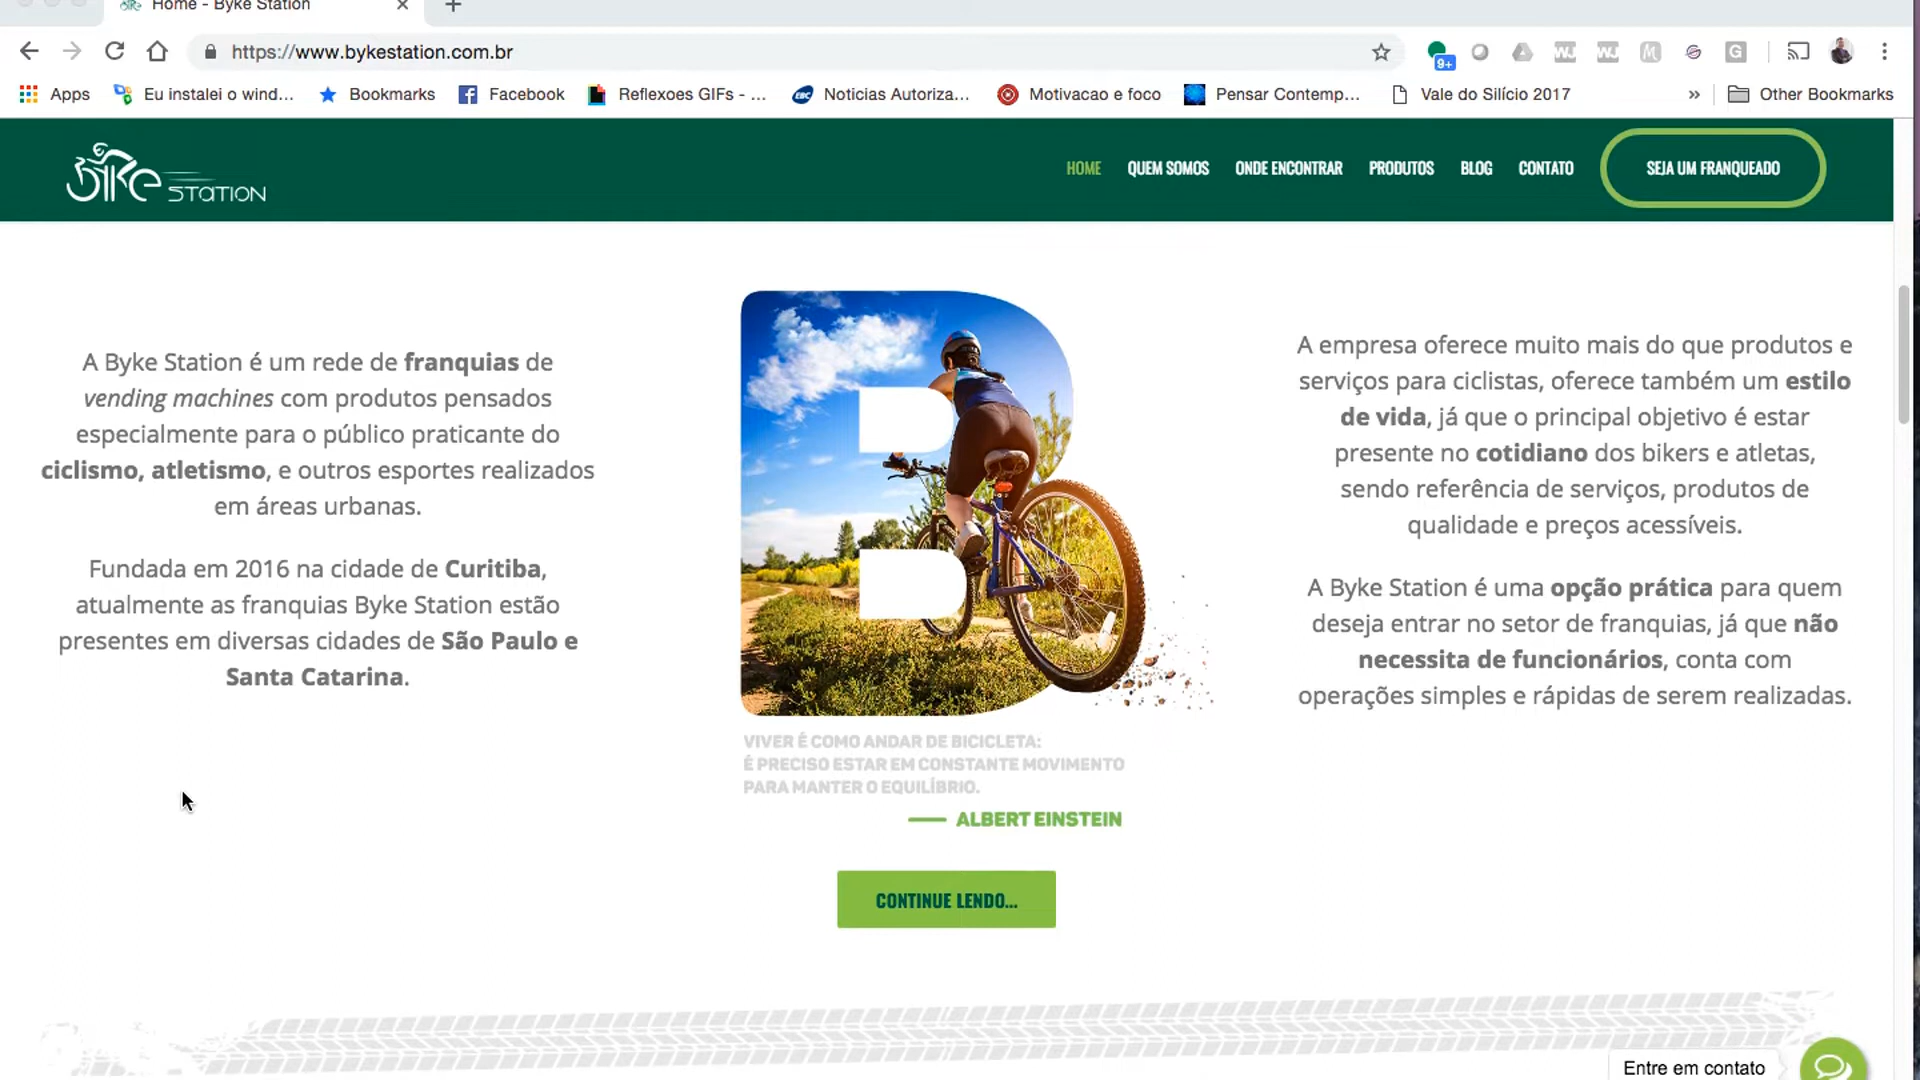 Home - Byke Station
https://www.bykestation.com.br
9+
Apps
Eu instalei o wind...
Bookmarks
Facebook
Reflexoes GIFs - ...
EBC
Noticias Autoriza...
Motivacao e foco
Pensar Contemp...
Vale do Silício 2017
»
Other Bookmarks
BIKE STATION
HOME
QUEM SOMOS
ONDE ENCONTRAR
PRODUTOS
BLOG
CONTATO
SEJA UM FRANQUEADO
A Byke Station é um rede de franquias de
vending machines com produtos pensados
especialmente para o público praticante do
ciclismo, atletismo, e outros esportes realizados
em áreas urbanas.
Fundada em 2016 na cidade de Curitiba,
atualmente as franquias Byke Station estão
presentes em diversas cidades de São Paulo e
Santa Catarina.
VIVER É COMO ANDAR DE BICICLETA:
É PRECISO ESTAR EM CONSTANTE MOVIMENTO
PARA MANTER O EQUILÍBRIO.
— ALBERT EINSTEIN
CONTINUE LENDO...
A empresa oferece muito mais do que produtos e
serviços para ciclistas, oferece também um estilo
de vida, já que o principal objetivo é estar
presente no cotidiano dos bikers e atletas,
sendo referência de serviços, produtos de
qualidade e preços acessíveis.
A Byke Station é uma opção prática para quem
deseja entrar no setor de franquias, já que não
necessita de funcionários, conta com
operações simples e rápidas de serem realizadas.
Entre em contato